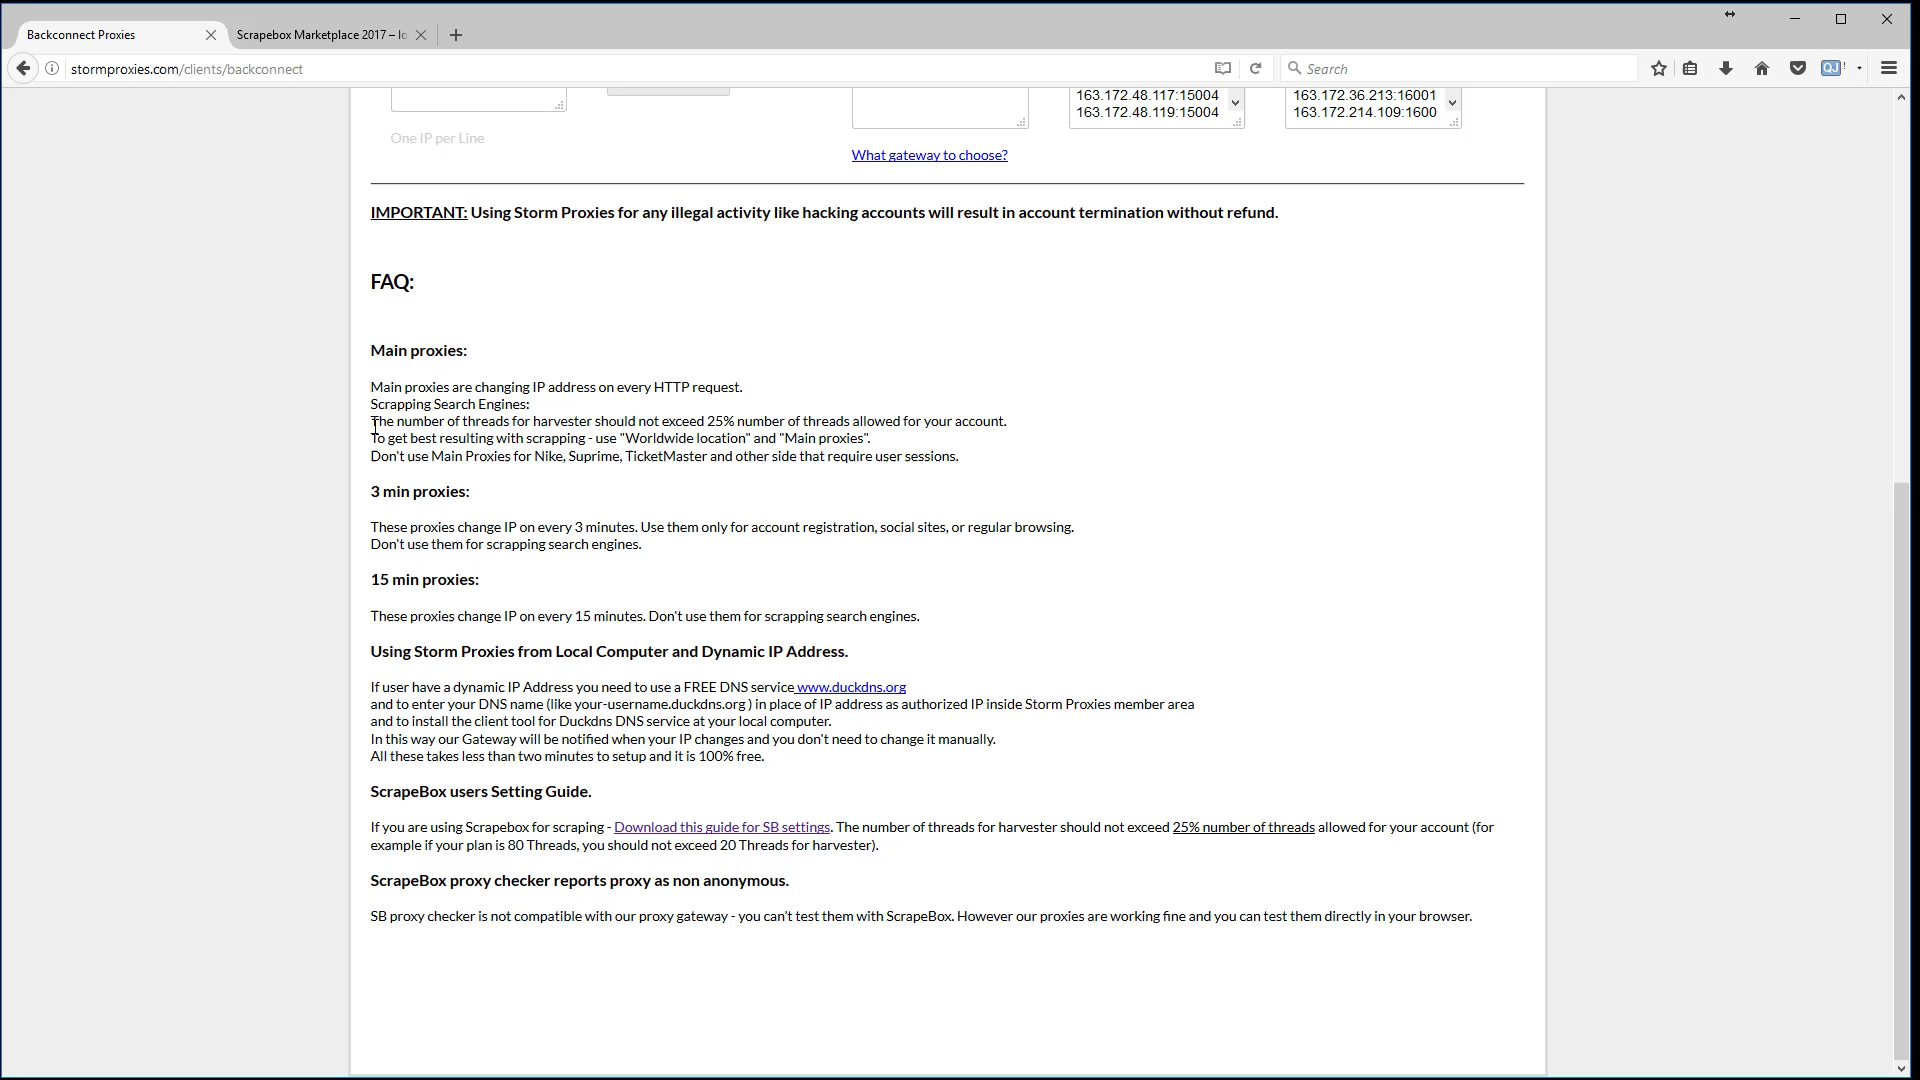 Backconnect Proxies
Scrapebox Marketplace 2017 – lo
stormproxies.com/clients/backconnect
Search
QJ !
163.172.48.117:15004
163.172.48.119:15004
163.172.36.213:16001
163.172.214.109:1600
One IP per Line
What gateway to choose?
IMPORTANT: Using Storm Proxies for any illegal activity like hacking accounts will result in account termination without refund.
FAQ:
Main proxies:
Main proxies are changing IP address on every HTTP request.
Scrapping Search Engines:
The number of threads for harvester should not exceed 25% number of threads allowed for your account.
To get best resulting with scrapping - use "Worldwide location" and "Main proxies".
Don't use Main Proxies for Nike, Suprime, TicketMaster and other side that require user sessions.
3 min proxies:
These proxies change IP on every 3 minutes. Use them only for account registration, social sites, or regular browsing.
Don't use them for scrapping search engines.
15 min proxies:
These proxies change IP on every 15 minutes. Don't use them for scrapping search engines.
Using Storm Proxies from Local Computer and Dynamic IP Address.
If user have a dynamic IP Address you need to use a FREE DNS service www.duckdns.org
and to enter your DNS name (like your-username.duckdns.org ) in place of IP address as authorized IP inside Storm Proxies member area
and to install the client tool for Duckdns DNS service at your local computer.
In this way our Gateway will be notified when your IP changes and you don't need to change it manually.
All these takes less than two minutes to setup and it is 100% free.
ScrapeBox users Setting Guide.
If you are using Scrapebox for scraping - Download this guide for SB settings. The number of threads for harvester should not exceed 25% number of threads allowed for your account (for
example if your plan is 80 Threads, you should not exceed 20 Threads for harvester).
ScrapeBox proxy checker reports proxy as non anonymous.
SB proxy checker is not compatible with our proxy gateway - you can't test them with ScrapeBox. However our proxies are working fine and you can test them directly in your browser.